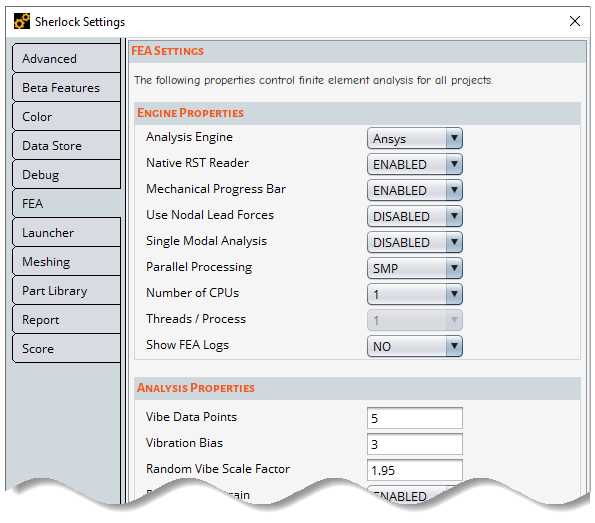 Sherlock Settings
Advanced
Beta Features
Color
Data Store
Debug
FEA
Launcher
Meshing
Part Library
Report
Score
FEA Settings
The following properties control finite element analysis for all projects.
Engine Properties
Analysis Engine Ansys
Native RST Reader ENABLED
Mechanical Progress Bar ENABLED
Use Nodal Lead Forces DISABLED
Single Modal Analysis DISABLED
Parallel Processing SMP
Number of CPUs 1
Threads / Process 1
Show FEA Logs NO
Analysis Properties
Vibe Data Points 5
Vibration Bias 3
Random Vibe Scale Factor 1.95
ENABLED